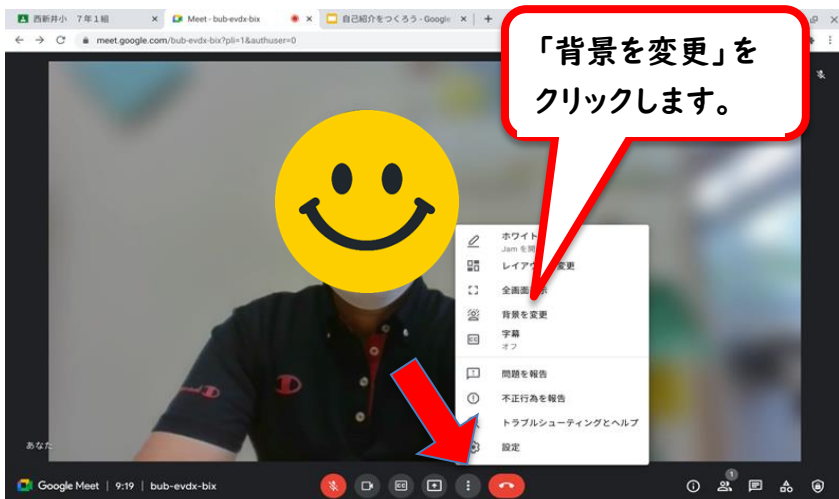 西新井小 7年1組
Meet - bub-evdx-bix
自己紹介をつくろう - Google
meet.google.com/bub-evdx-bix?pli=1&authuser=0
「背景を変更」を
クリックします。
ホワイト
Jam を開
レイアウ
変更
全画面
背景を変更
字幕
オフ
問題を報告
不正行為を報告
トラブルシューティングとヘルプ
設定
あなた
Google Meet | 9:19 | bub-evdx-bix
1